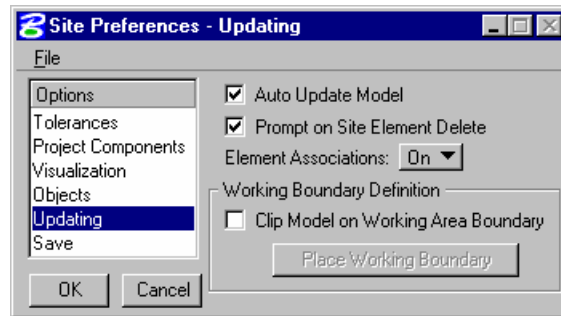 Site Preferences - Updating
File
Options
Tolerances
Project Components
Visualization
Objects
Updating
Save
Auto Update Model
Prompt on Site Element Delete
Element Associations: On
Working Boundary Definition
Clip Model on Working Area Boundary
Place Working Boundary
OK Cancel